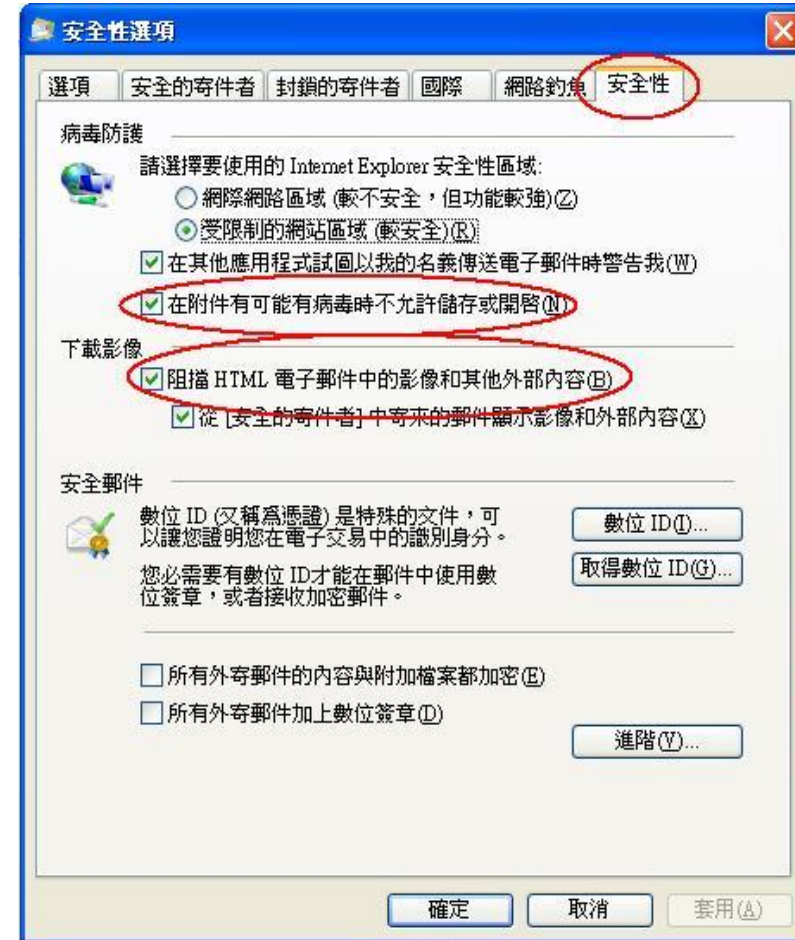 安全性選項
選項 安全的寄件者 封鎖的寄件者 國際 網路釣魚 安全性
病毒防護
請選擇要使用的 Internet Explorer 安全性區域:
網際網路區域 (較不安全，但功能較強)(Z)
受限制的網站區域 (較安全)(R)
在其他應用程式試圖以我的名義傳送電子郵件時警告我(W)
在附件有可能有病毒時不允許儲存或開啓(N)
下載影像
阻擋 HTML 電子郵件中的影像和其他外部內容(B)
從 [安全的寄件者] 中寄來的郵件顯示影像和外部內容(X)
安全郵件
數位 ID (又稱爲憑證) 是特殊的文件，可
以讓您證明您在電子交易中的識別身分。
數位 ID(I)...
您必需要有數位 ID才能在郵件中使用數
位簽章，或者接收加密郵件。
取得數位 ID(G)...
所有外寄郵件的內容與附加檔案都加密(E)
所有外寄郵件加上數位簽章(D)
進階(V)...
確定 取消 套用(A)